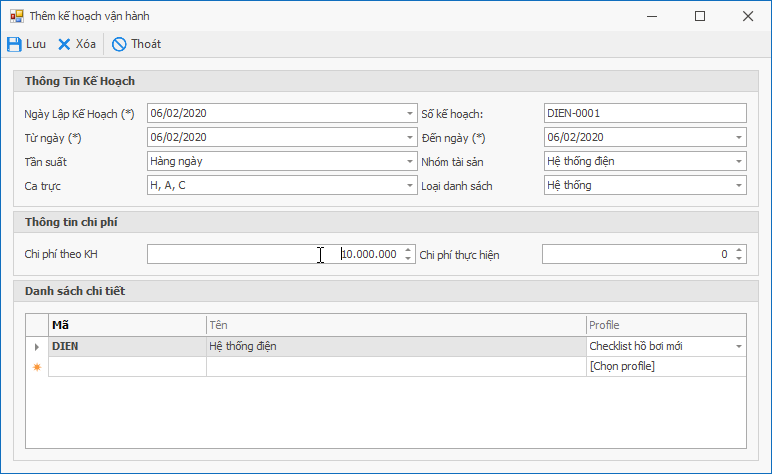 Thêm kế hoạch vận hành
Lưu Xóa Thoát
Thông Tin Kế Hoạch
Ngày Lập Kế Hoạch (*) 06/02/2020 Số kế hoạch: DIEN-0001
Từ ngày (*) 06/02/2020 Đến ngày (*) 06/02/2020
Tần suất Hàng ngày Nhóm tài sản Hệ thống điện
Ca trực H, A, C Loại danh sách Hệ thống
Thông tin chi phí
Chi phí theo KH 10.000.000 Chi phí thực hiện 0
Danh sách chi tiết
Mã Tên Profile
DIEN Hệ thống điện Checklist hồ bơi mới
[Chọn profile]